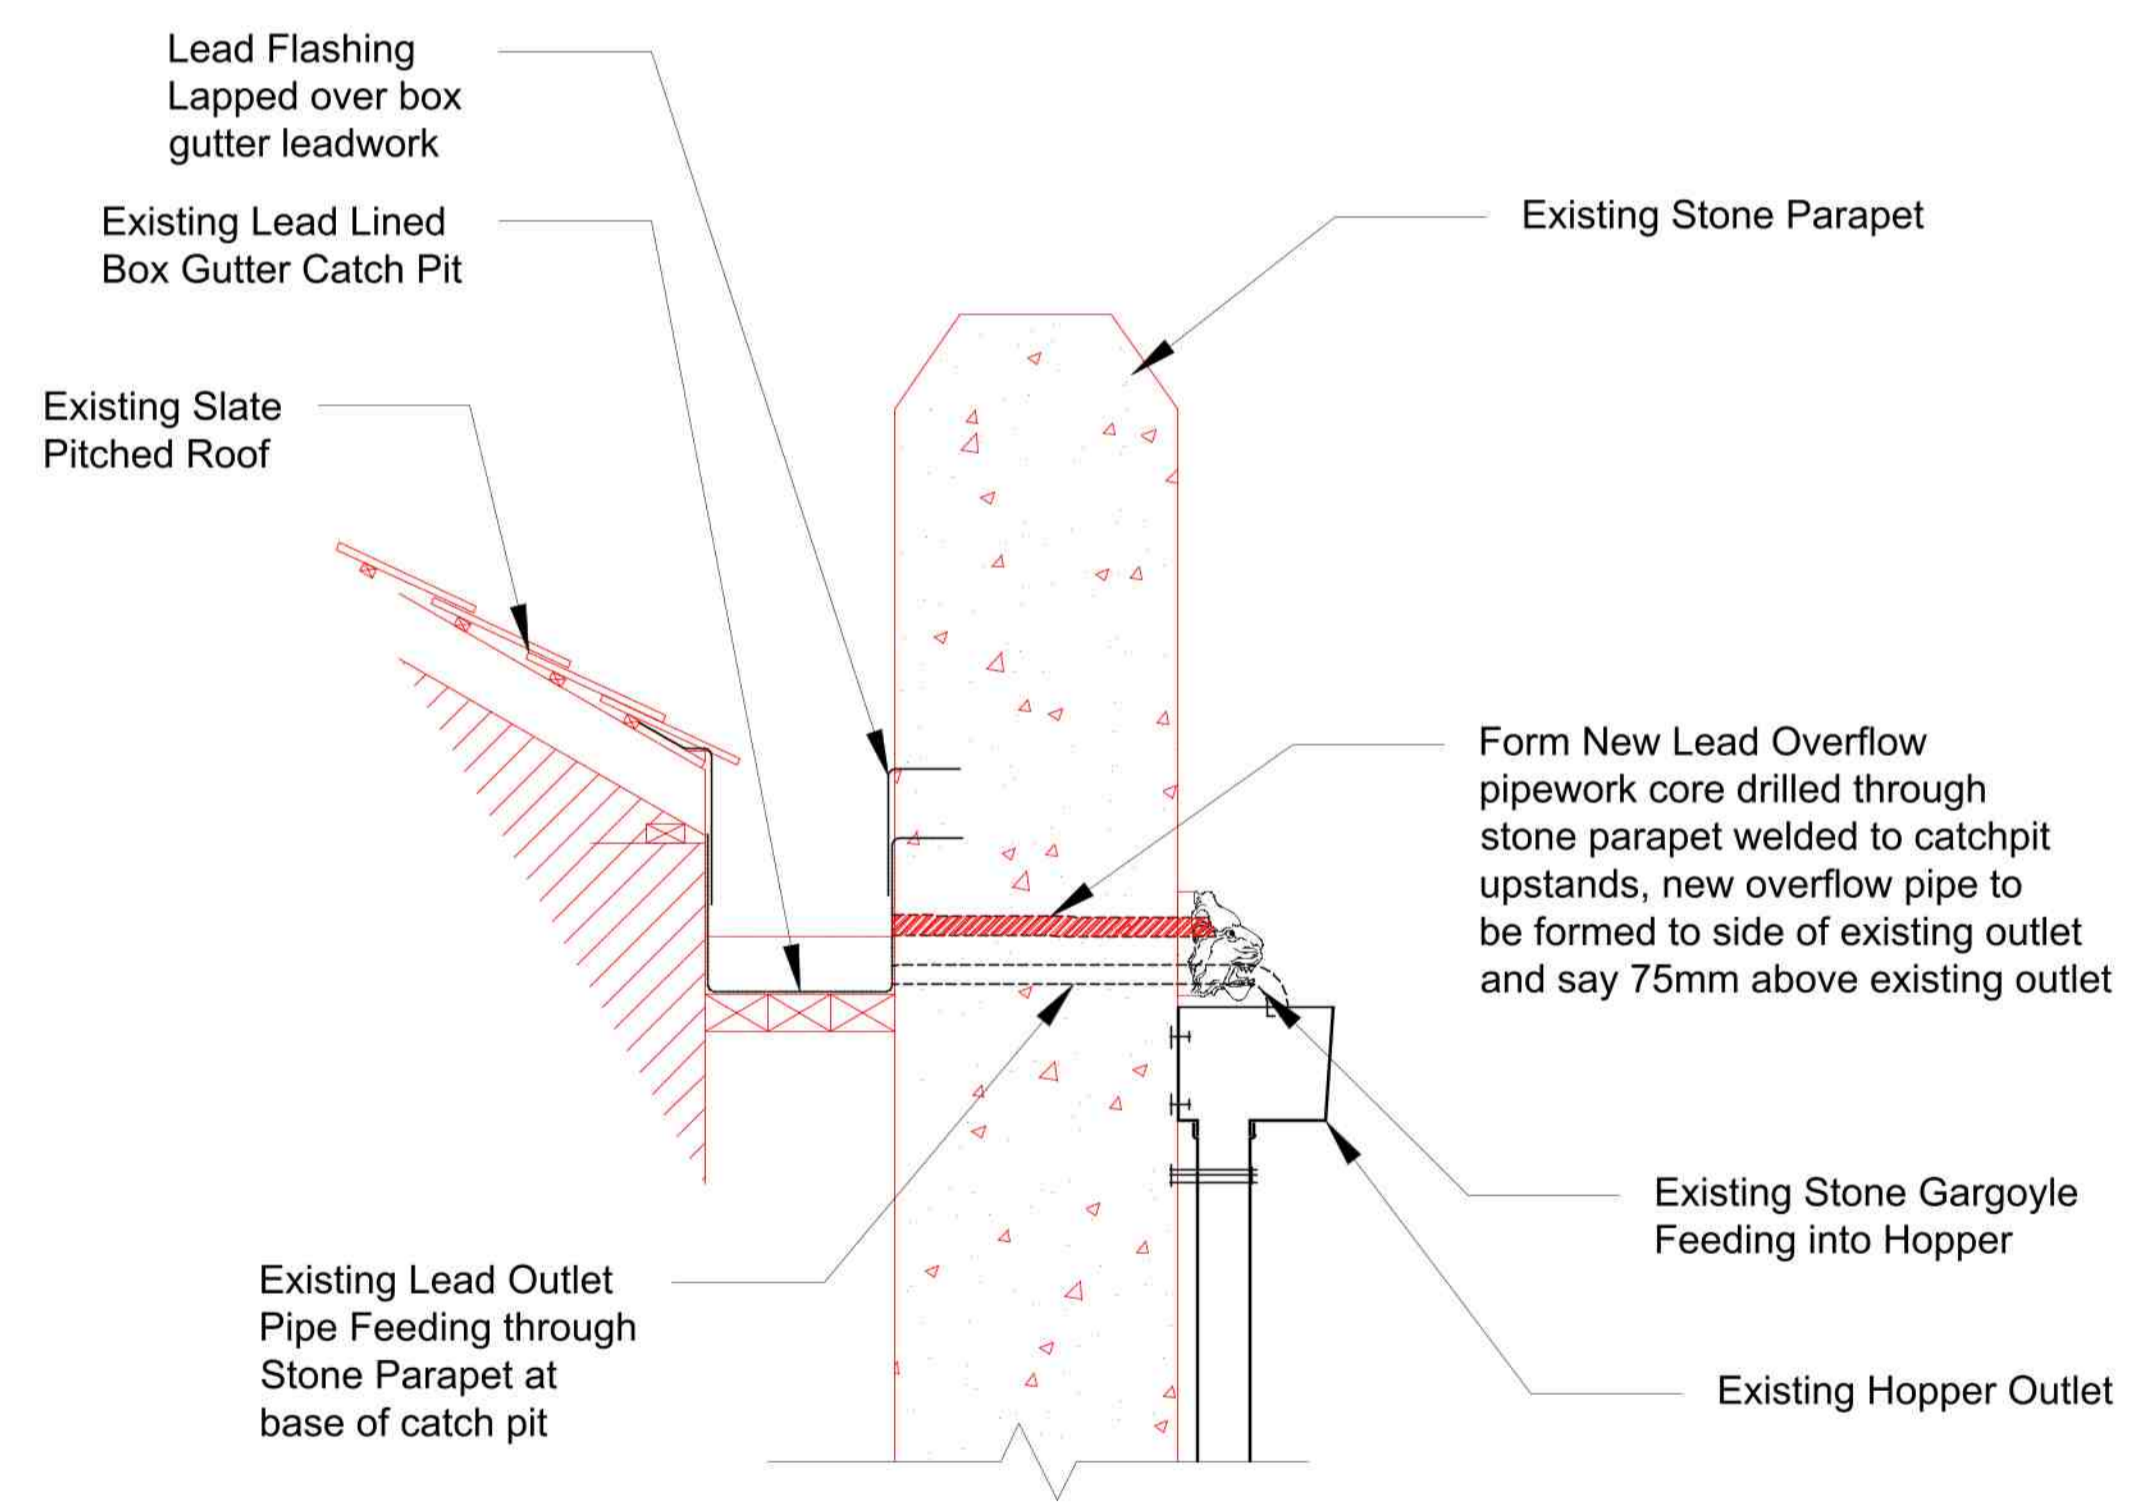 Lead Flashing
Lapped over box
gutter leadwork
Existing Lead Lined
Box Gutter Catch Pit
Existing Slate
Pitched Roof
Existing Stone Parapet
Form New Lead Overflow
pipework core drilled through
stone parapet welded to catchpit
upstands, new overflow pipe to
be formed to side of existing outlet
and say 75mm above existing outlet
Existing Stone Gargoyle
Feeding into Hopper
Existing Lead Outlet
Pipe Feeding through
Stone Parapet at
base of catch pit
Existing Hopper Outlet